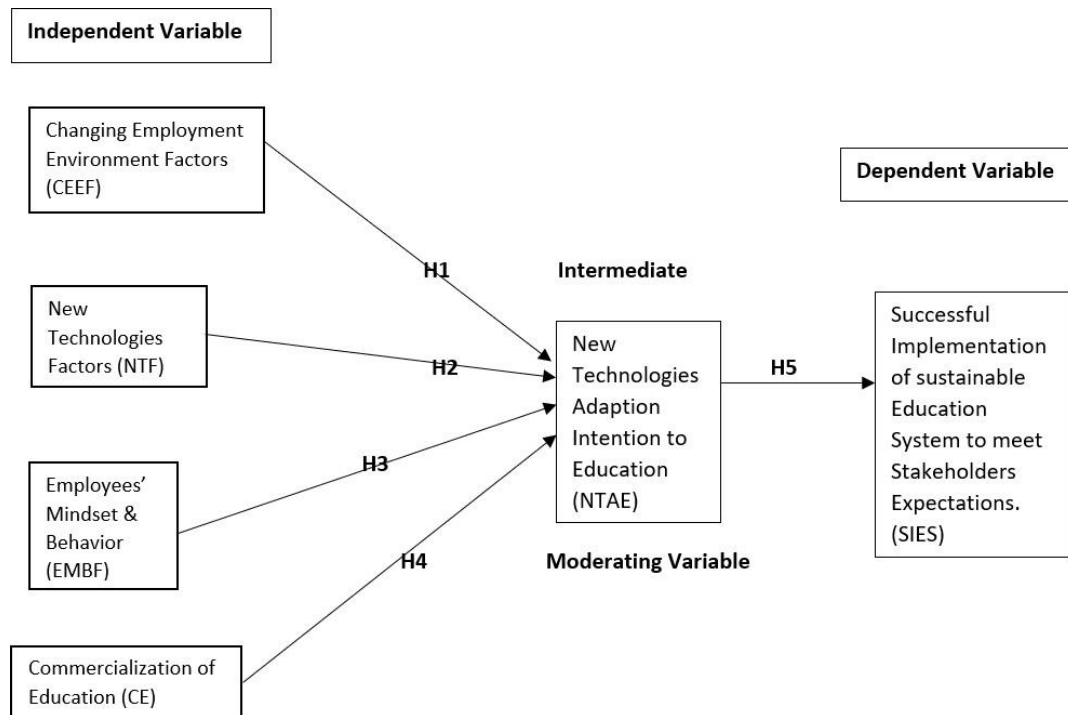 Independent Variable
Changing Employment
Environment Factors
(CEEF)
Dependent Variable
H1
Intermediate
New
Technologies
Factors (NTF)
H2
New
Technologies
Adaption
Intention to
Education
(NTAE)
H5
Successful
Implementation
of sustainable
Education
System to meet
Stakeholders
Expectations.
(SIES)
H3
Employees’
Mindset &
Behavior
(EMBF)
H4
Moderating Variable
Commercialization of
Education (CE)